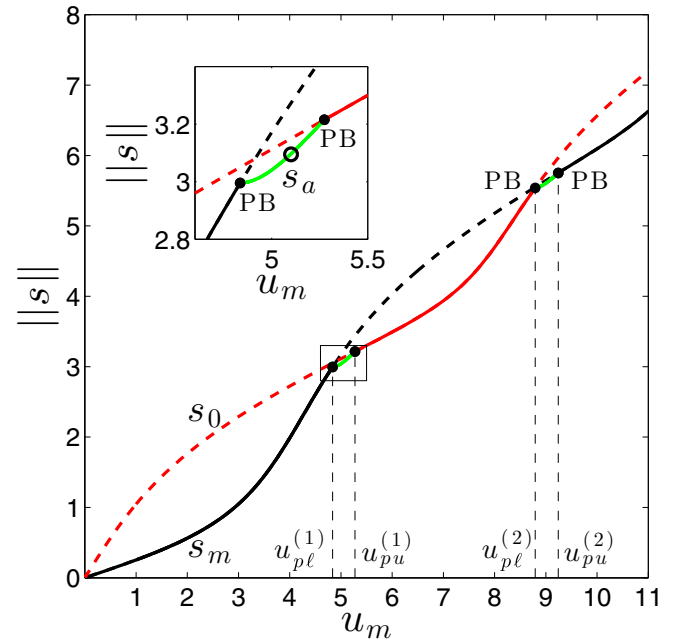 8
7
6
5
4
3
2
1
0
||s||
3.2
3
2.8
||s||
5
5.5
u_m
PB
PB
s_a
PB
PB
s_0
s_m
u_{pℓ}^{(1)} u_{pu}^{(1)} u_{pℓ}^{(2)} u_{pu}^{(2)}
1 2 3 4 5 6 7 8 9 10 11
u_m